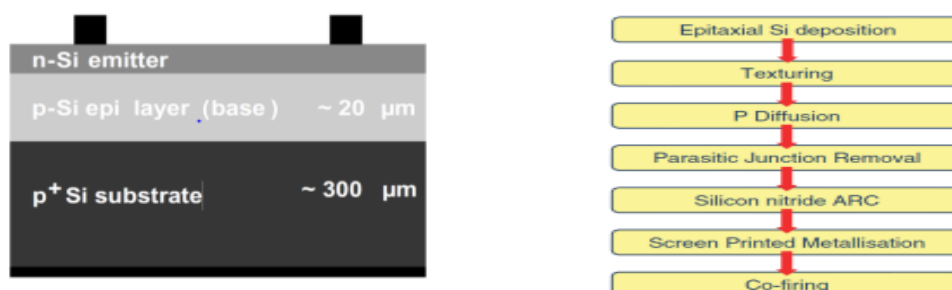 n-Si emitter
p-Si epi layer (base) ~ 20 µm
p+ Si substrate ~ 300 µm
Epitaxial Si deposition
Texturing
P Diffusion
Parasitic Junction Removal
Silicon nitride ARC
Screen Printed Metallisation
Co-firing